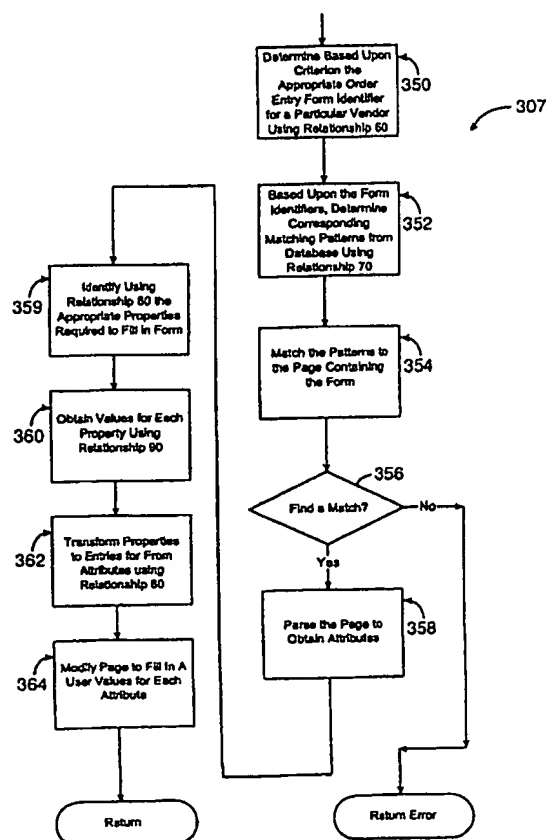 Determine Based Upon
Criterion the
Appropriate Order
Entry Form Identifier
for a Particular Vendor
Using Relationship 60
350
307
Based Upon the Form
Identifiers, Determine
Corresponding
Matching Patterns from
Database Using
Relationship 70
352
Match the Patterns to
the Page Containing
the Form
354
356
Find a Match?
No
Yes
Parse the Page to
Obtain Attributes
358
359
Identify Using
Relationship 80 the
Appropriate Properties
Required to Fill in Form
360
Obtain Values for Each
Property Using
Relationship 90
362
Transform Properties
to Entries for From
Attributes using
Relationship 80
364
Modify Page to Fill In A
User Values for Each
Attribute
Return
Return Error